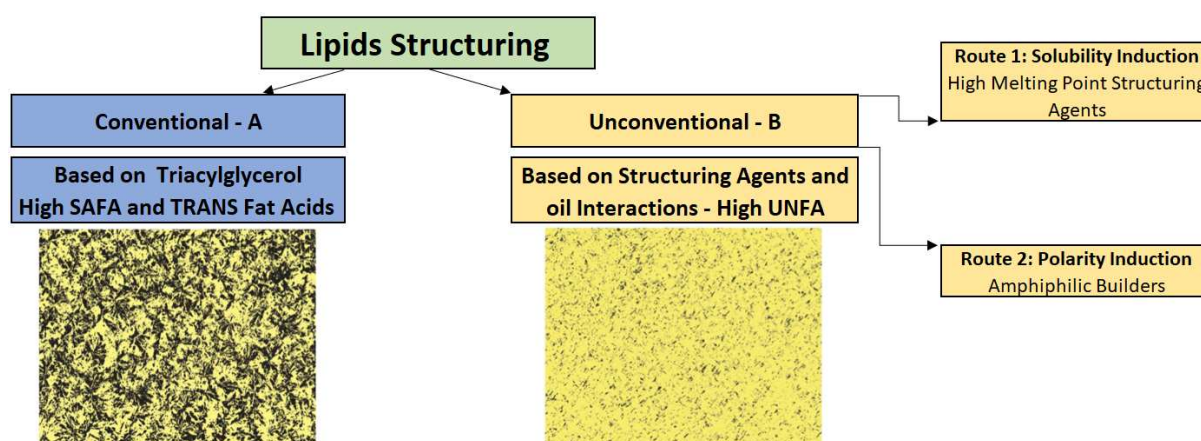 Lipids Structuring
Conventional - A
Based on Triacylglycerol
High SAFA and TRANS Fat Acids
Unconventional - B
Based on Structuring Agents and
oil Interactions - High UNFA
Route 1: Solubility Induction
High Melting Point Structuring
Agents
Route 2: Polarity Induction
Amphiphilic Builders